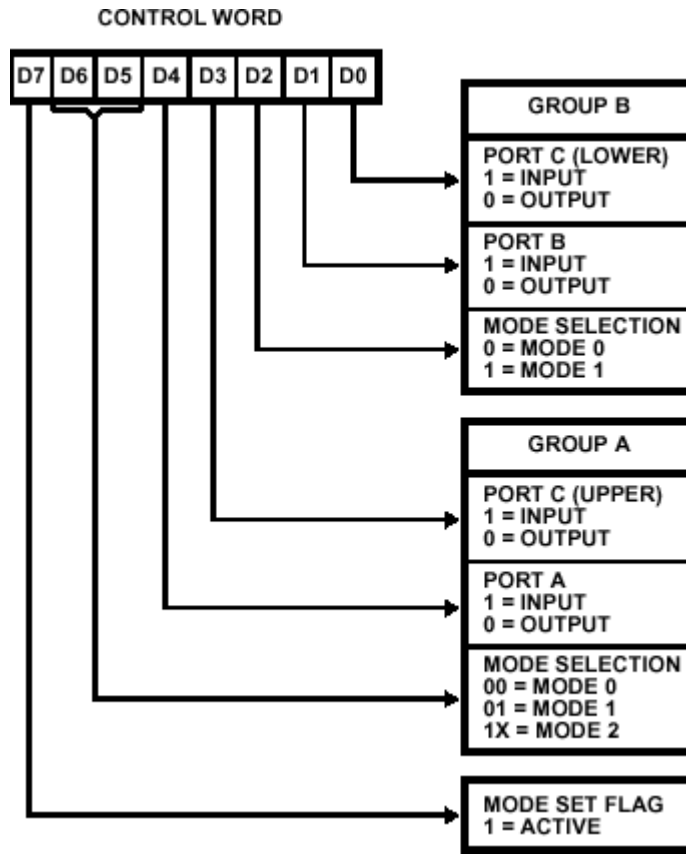 CONTROL WORD
D7 D6 D5 D4 D3 D2 D1 D0
GROUP B
PORT C (LOWER)
1 = INPUT
0 = OUTPUT
PORT B
1 = INPUT
0 = OUTPUT
MODE SELECTION
0 = MODE 0
1 = MODE 1
GROUP A
PORT C (UPPER)
1 = INPUT
0 = OUTPUT
PORT A
1 = INPUT
0 = OUTPUT
MODE SELECTION
00 = MODE 0
01 = MODE 1
1X = MODE 2
MODE SET FLAG
1 = ACTIVE